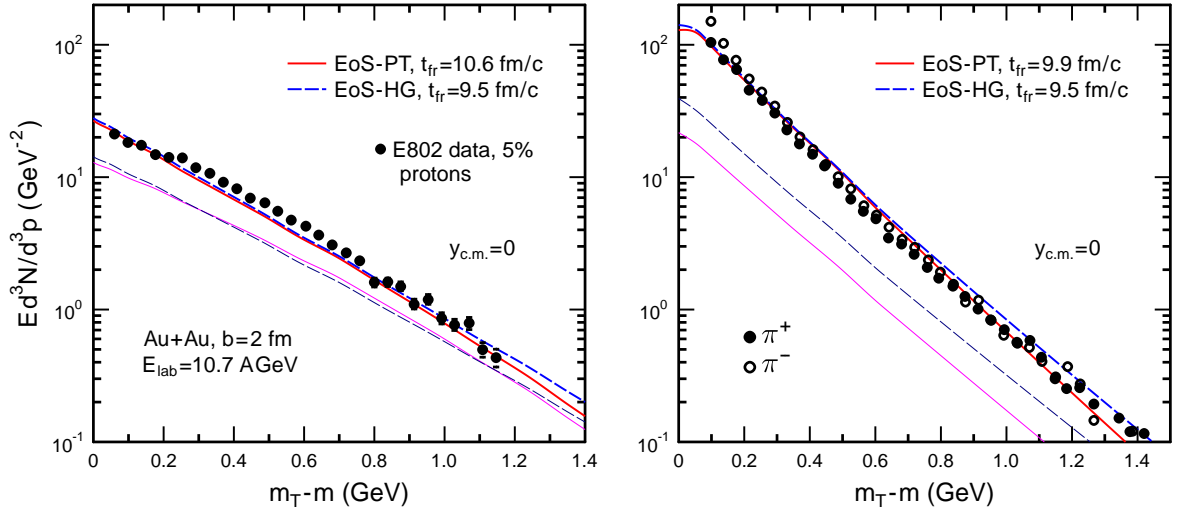 EoS-PT, t_fr=10.6 fm/c
EoS-HG, t_fr=9.5 fm/c
E802 data, 5%
protons
y_c.m.=0
Au+Au, b=2 fm
E_lab=10.7 AGeV
Ed³N/d³p (GeV⁻²)
10²
10¹
10⁰
10⁻¹
0 0.2 0.4 0.6 0.8 1.0 1.2 1.4
m_T-m (GeV)
EoS-PT, t_fr=9.9 fm/c
EoS-HG, t_fr=9.5 fm/c
y_c.m.=0
π⁺
π⁻
10²
10¹
10⁰
10⁻¹
0 0.2 0.4 0.6 0.8 1.0 1.2 1.4
m_T-m (GeV)